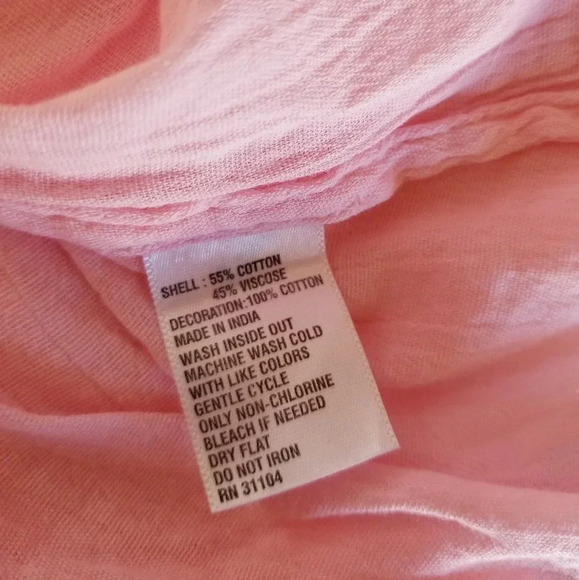 SHELL : 55% COTTON
45% VISCOSE
DECORATION:100% COTTON
MADE IN INDIA
WASH INSIDE OUT
MACHINE WASH COLD
WITH LIKE COLORS
GENTLE CYCLE
ONLY NON-CHLORINE
BLEACH IF NEEDED
DRY FLAT
DO NOT IRON
RN 31104